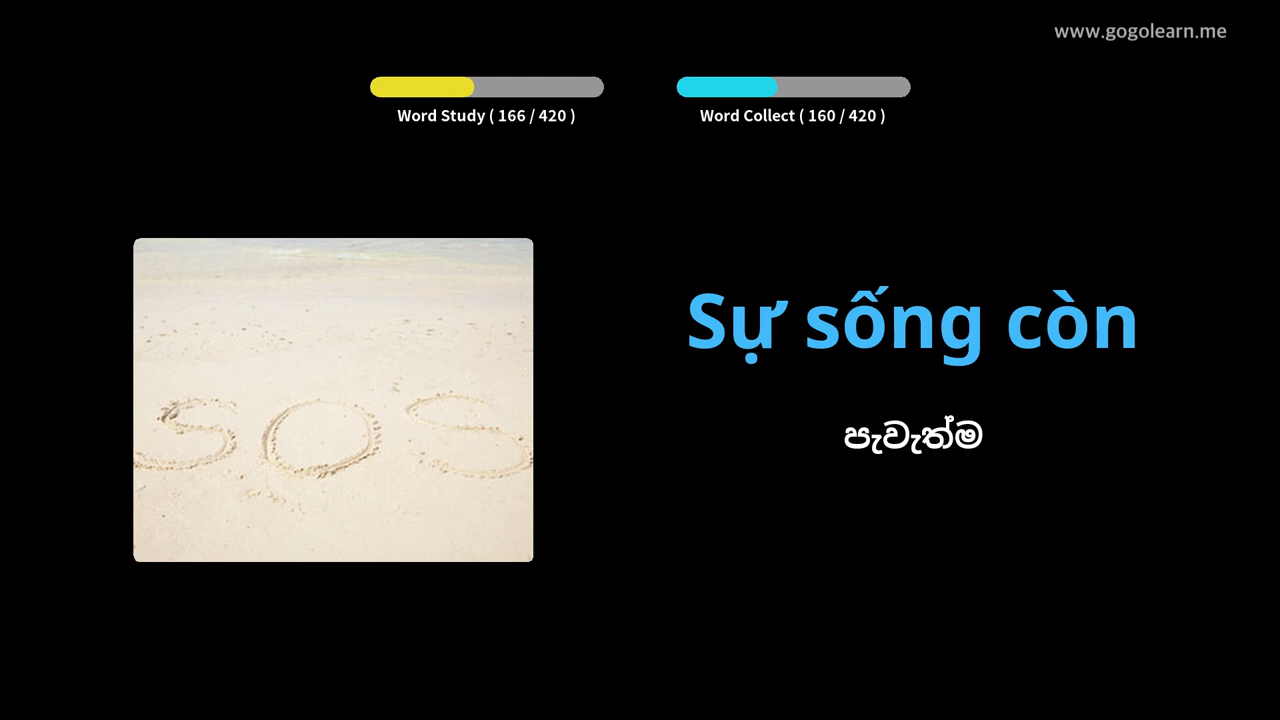 www.gogolearn.me
Word Study ( 166 / 420 )
Word Collect ( 160 / 420 )
SOS
Sự sống còn
පැවැත්ම